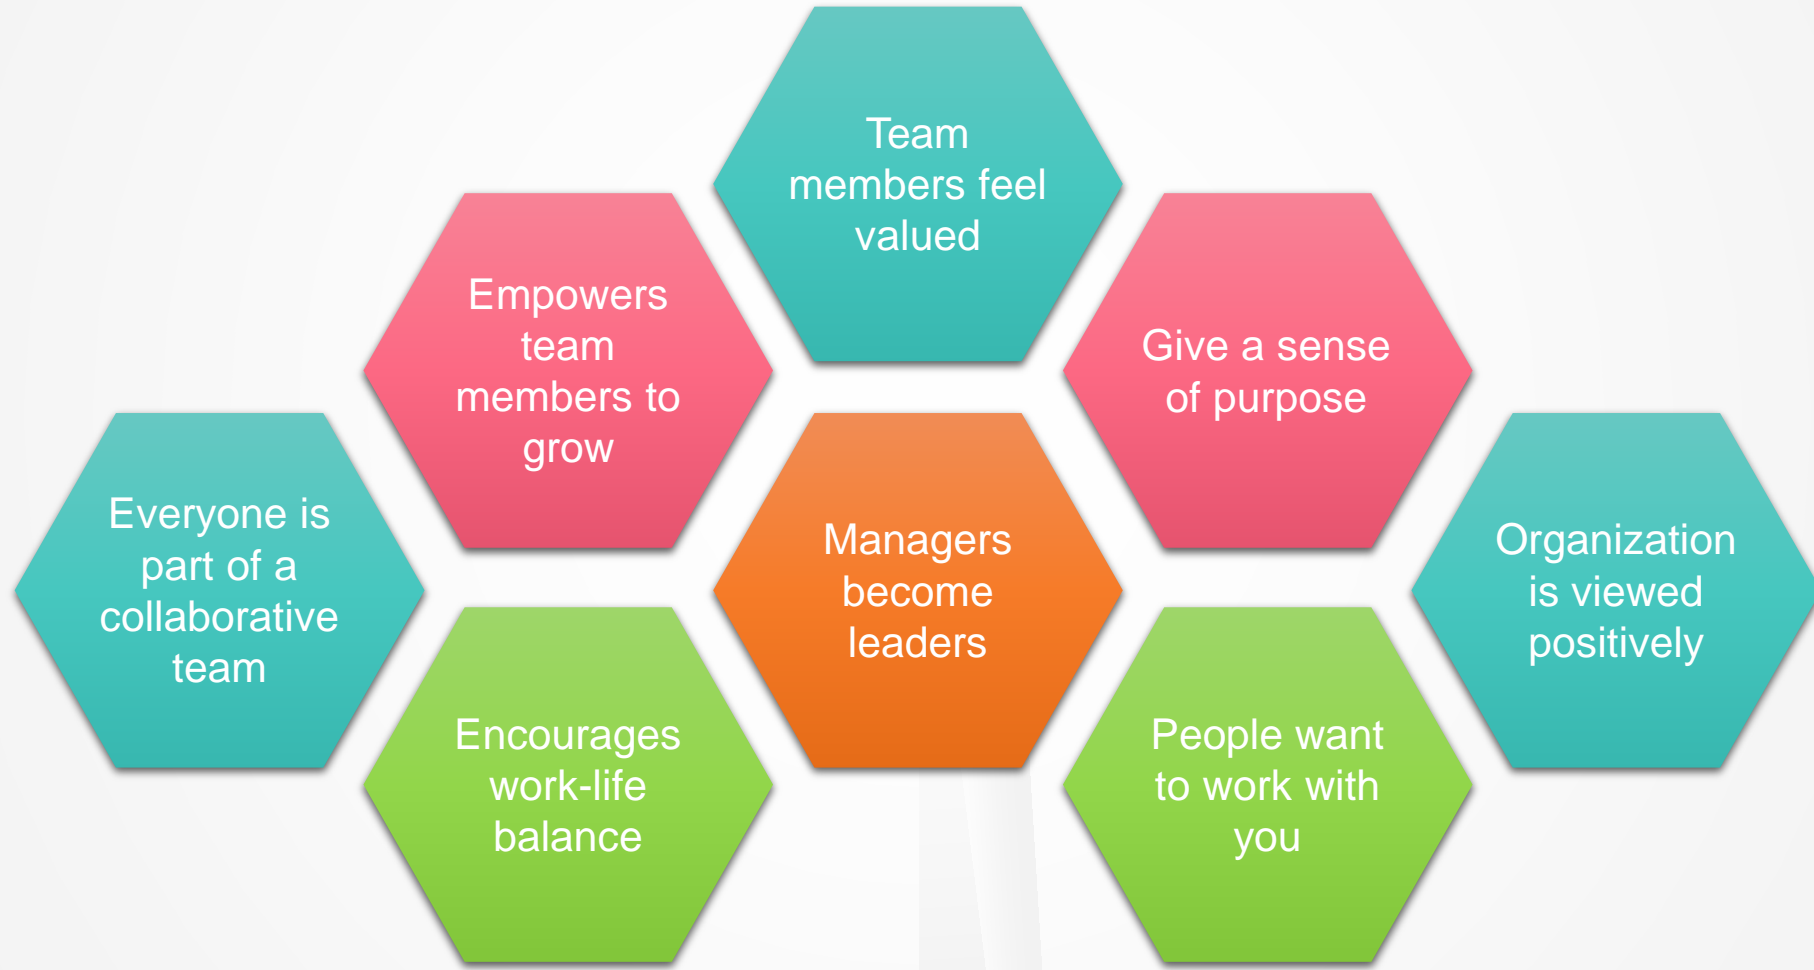 Team
members feel
valued
Empowers
team
members to
grow
Give a sense
of purpose
Everyone is
part of a
collaborative
team
Managers
become
leaders
Organization
is viewed
positively
Encourages
work-life
balance
People want
to work with
you